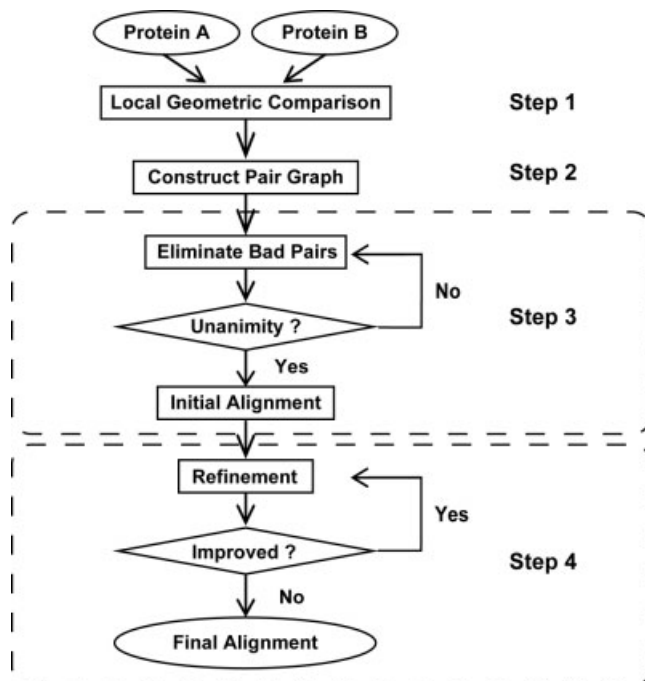 Protein A
Protein B
Local Geometric Comparison
Step 1
Construct Pair Graph
Step 2
Eliminate Bad Pairs
No
Unanimity ?
Step 3
Yes
Initial Alignment
Refinement
Yes
Improved ?
Step 4
No
Final Alignment